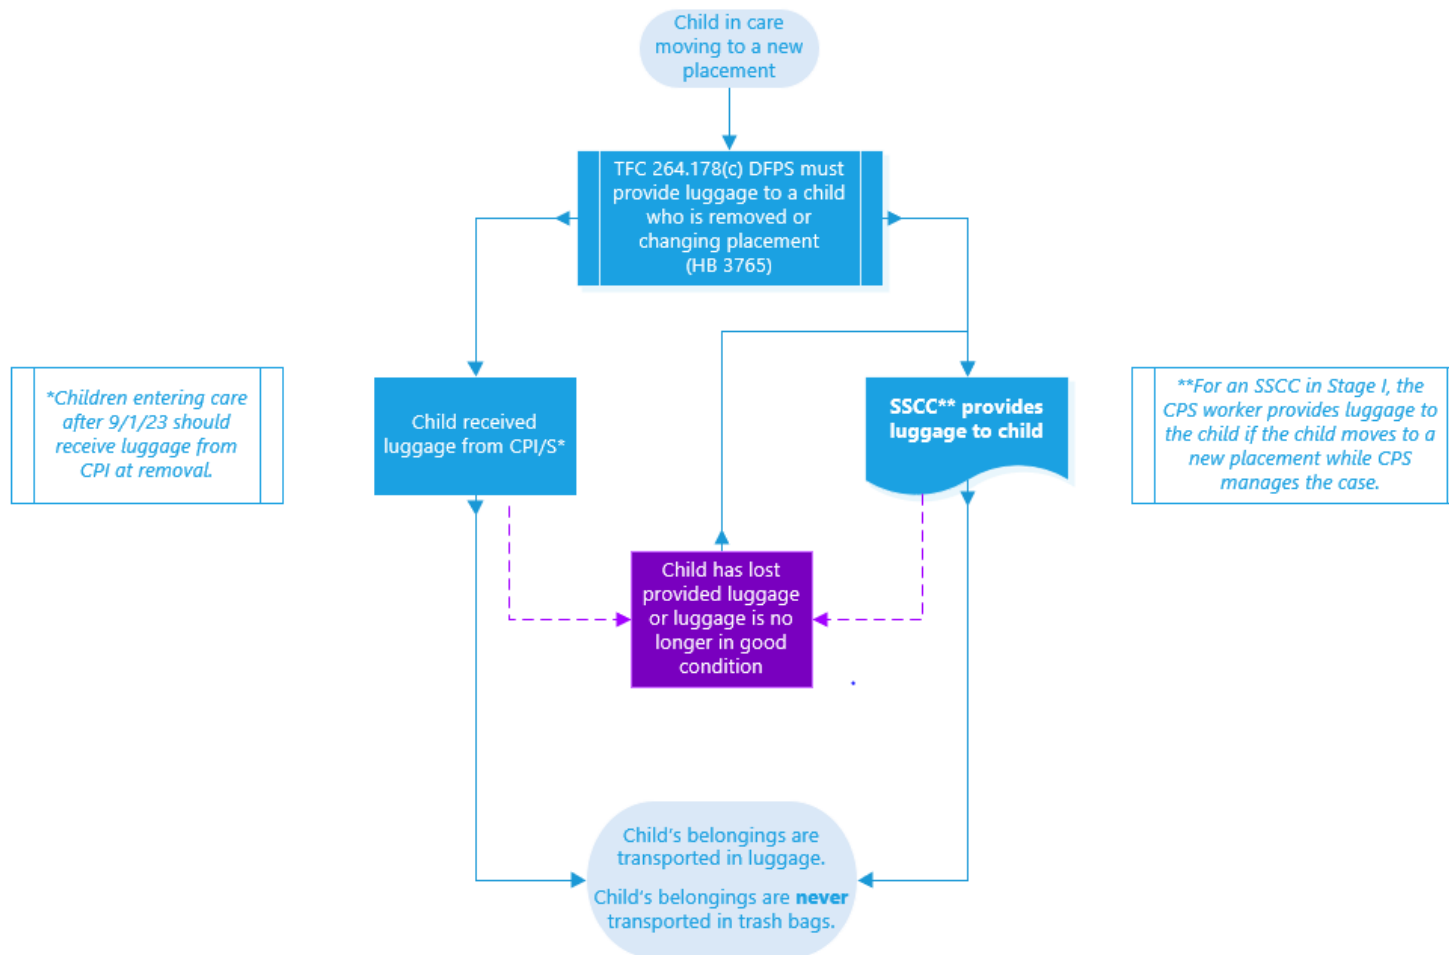 Child in care
moving to a new
placement
TFC 264.178(c) DFPS must
provide luggage to a child
who is removed or
changing placement
(HB 3765)
*Children entering care
after 9/1/23 should
receive luggage from
CPI at removal.
Child received
luggage from CPI/S*
SSCC** provides
luggage to child
**For an SSCC in Stage I, the
CPS worker provides luggage to
the child if the child moves to a
new placement while CPS
manages the case.
Child has lost
provided luggage
or luggage is no
longer in good
condition
Child's belongings are
transported in luggage.
Child's belongings are never
transported in trash bags.